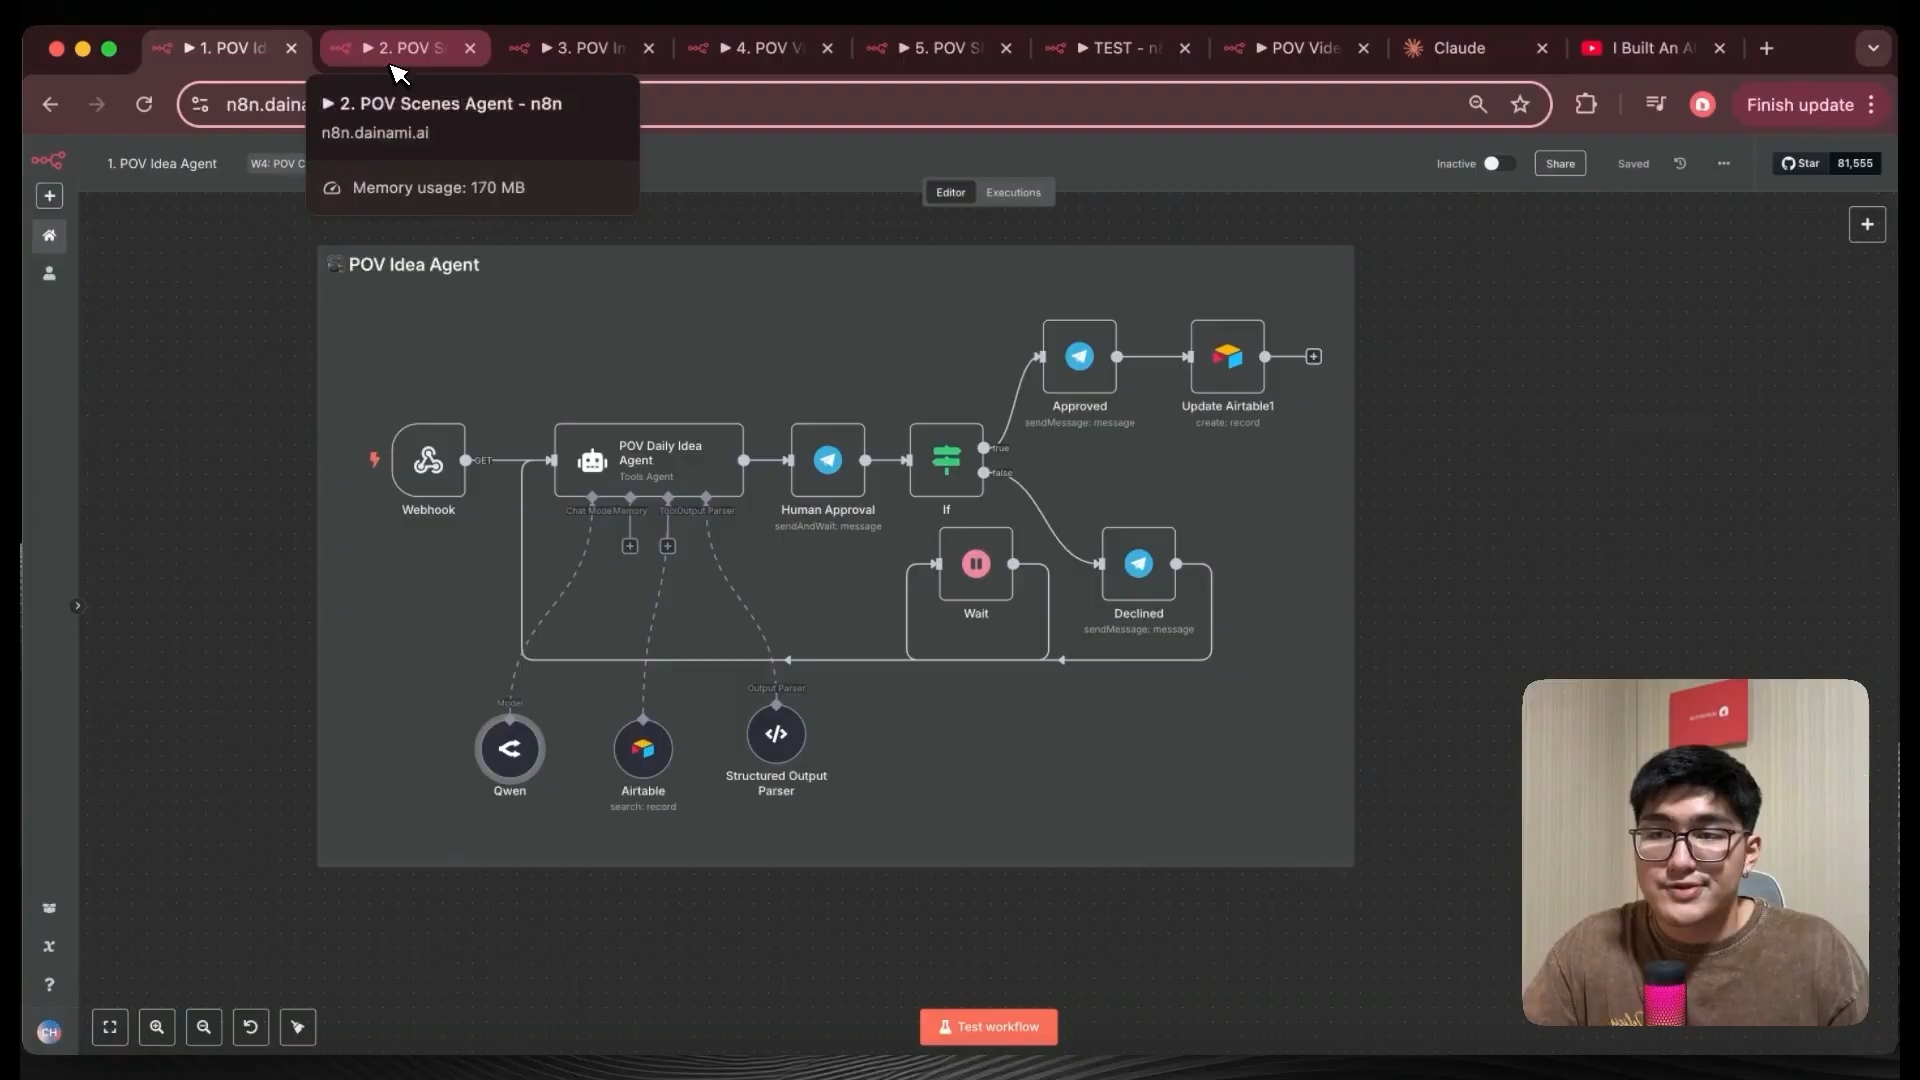 1. POV Id
2. POV S
3. POV In
4. POV V
5. POV S
TEST - n8
POV Vide
Claude
I Built An A
n8n.daina
Finish update
2. POV Scenes Agent - n8n
n8n.dainami.ai
Memory usage: 170 MB
1. POV Idea Agent
W4: POV C
Inactive
Share
Saved
Star
81,555
Editor
Executions
POV Idea Agent
Approved
sendMessage: message
Update Airtable1
create: record
Webhook
GET
POV Daily Idea
Agent
Tools Agent
Chat Mode
Memory
Tool
Output Parser
Human Approval
sendAndWait: message
If
true
false
Wait
Declined
sendMessage: message
Model
Qwen
Airtable
search: record
Output Parser
Structured Output
Parser
CH
Test workflow